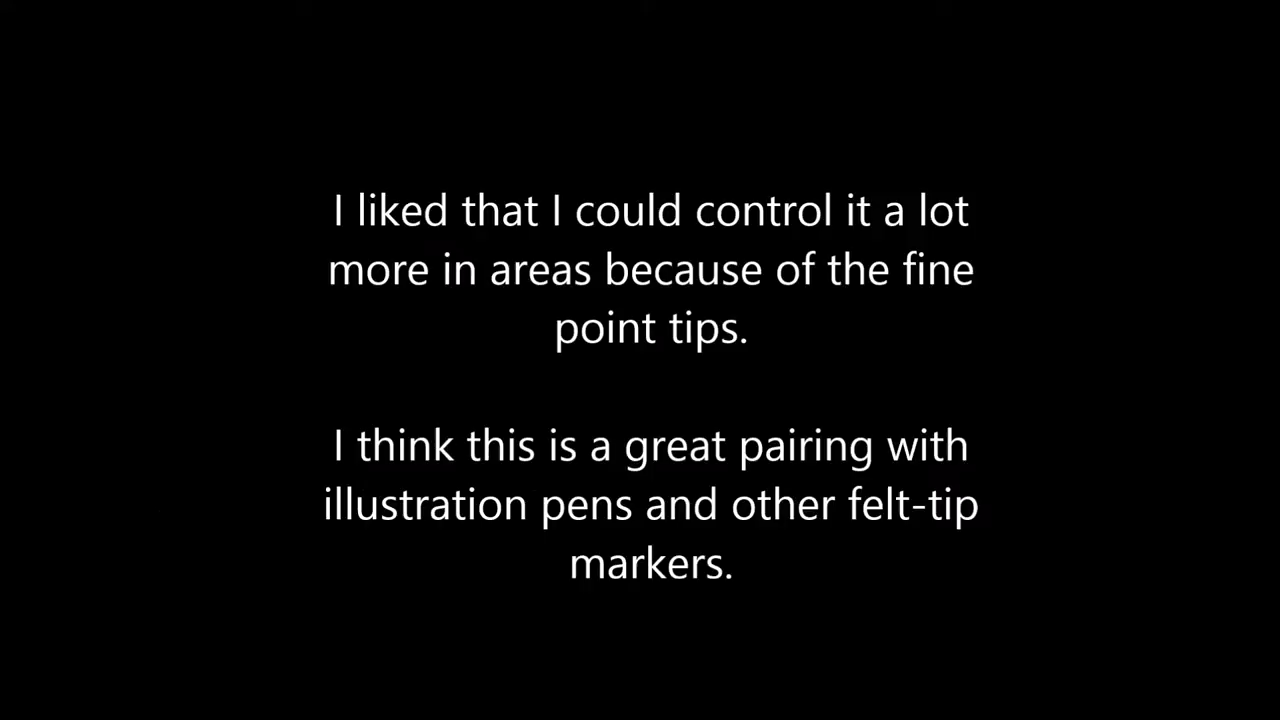 I liked that I could control it a lot
more in areas because of the fine
point tips.
I think this is a great pairing with
illustration pens and other felt-tip
markers.